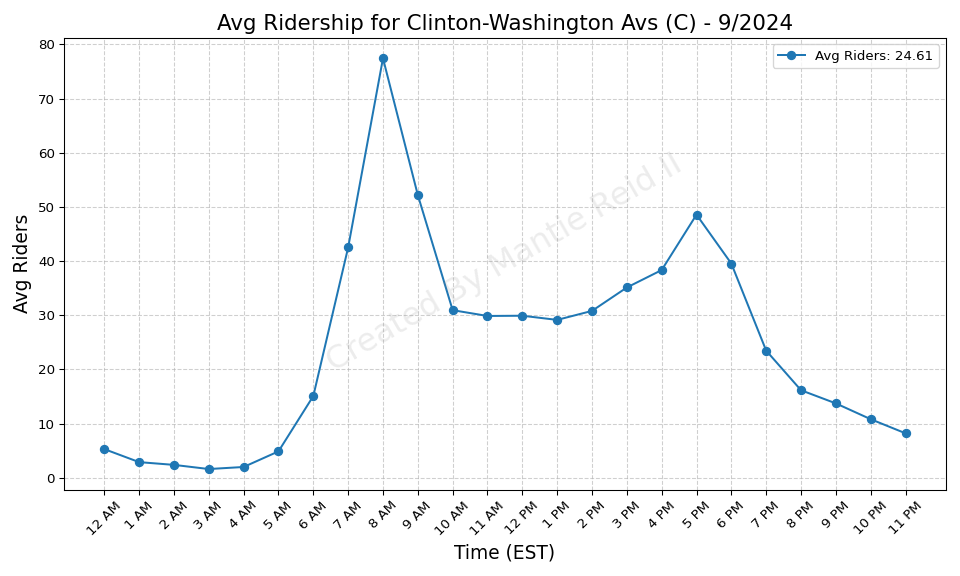 Avg Ridership for Clinton-Washington Avs (C) - 9/2024
Avg Riders: 24.61
80
70
60
50
40
30
20
10
0
Avg Riders
Created By Mantie Reid II
12 AM
1 AM
2 AM
3 AM
4 AM
5 AM
6 AM
7 AM
8 AM
9 AM
10 AM
11 AM
12 PM
1 PM
2 PM
3 PM
4 PM
5 PM
6 PM
7 PM
8 PM
9 PM
10 PM
11 PM
Time (EST)